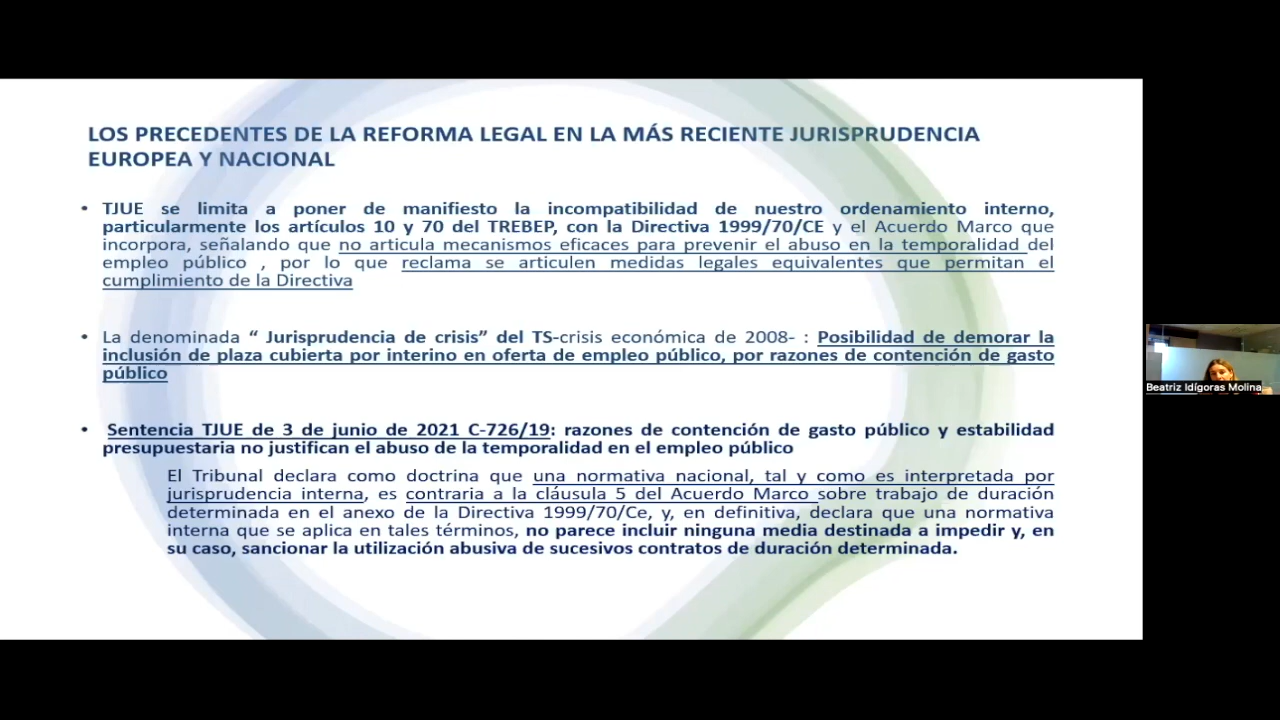 LOS PRECEDENTES DE LA REFORMA LEGAL EN LA MÁS RECIENTE JURISPRUDENCIA
EUROPEA Y NACIONAL
• TJUE se limita a poner de manifiesto la incompatibilidad de nuestro ordenamiento interno,
particularmente los artículos 10 y 70 del TREBEP, con la Directiva 1999/70/CE y el Acuerdo Marco que
incorpora, señalando que no articula mecanismos eficaces para prevenir el abuso en la temporalidad del
empleo público , por lo que reclama se articulen medidas legales equivalentes que permitan el
cumplimiento de la Directiva
• La denominada “ Jurisprudencia de crisis” del TS-crisis económica de 2008- : Posibilidad de demorar la
inclusión de plaza cubierta por interino en oferta de empleo público, por razones de contención de gasto
público
• Sentencia TJUE de 3 de junio de 2021 C-726/19: razones de contención de gasto público y estabilidad
presupuestaria no justifican el abuso de la temporalidad en el empleo público
El Tribunal declara como doctrina que una normativa nacional, tal y como es interpretada por
jurisprudencia interna, es contraria a la cláusula 5 del Acuerdo Marco sobre trabajo de duración
determinada en el anexo de la Directiva 1999/70/Ce, y, en definitiva, declara que una normativa
interna que se aplica en tales términos, no parece incluir ninguna media destinada a impedir y, en
su caso, sancionar la utilización abusiva de sucesivos contratos de duración determinada.
Beatriz Idígoras Molina